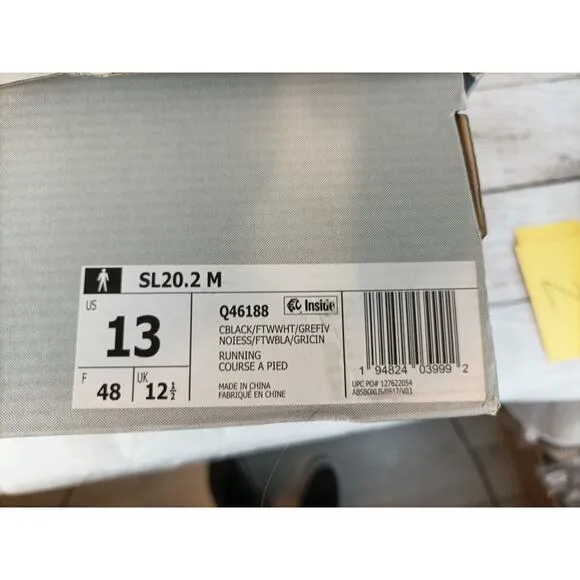 SL20.2 M
US
13
F
48
UK
12½
Q46188
Inside
CBLACK/FTWWHT/GREFIV
NOIESS/FTWBLA/GRICIN
RUNNING
COURSE A PIED
MADE IN CHINA
FABRIQUÉ EN CHINE
1 94824 03999 2
UPC PO# 127622054